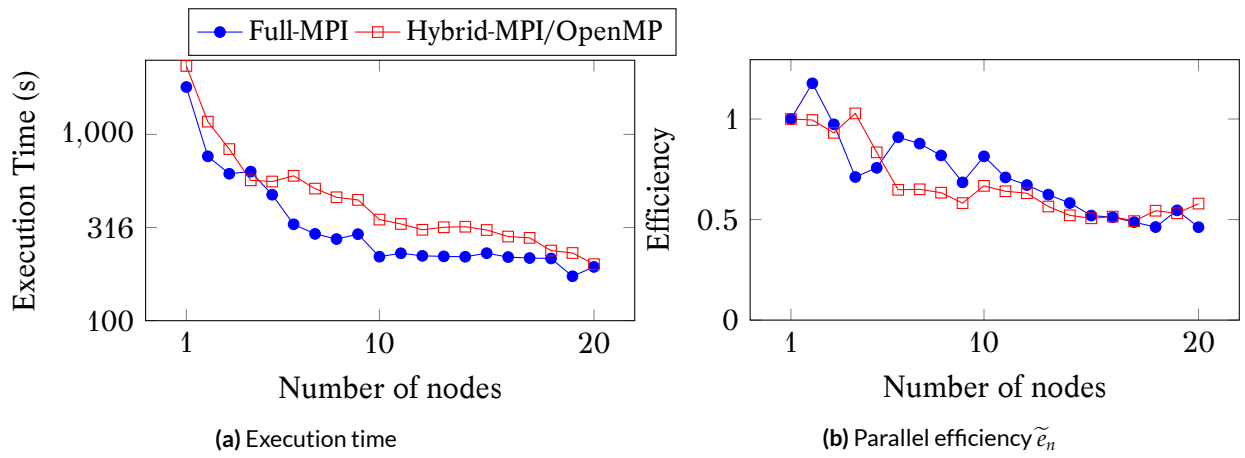 Full-MPI Hybrid-MPI/OpenMP
Execution Time (s)
1,000
316
100
1 10 20
Number of nodes
(a) Execution time
Efficiency
1
0.5
0
1 10 20
Number of nodes
(b) Parallel efficiency ẽₙ